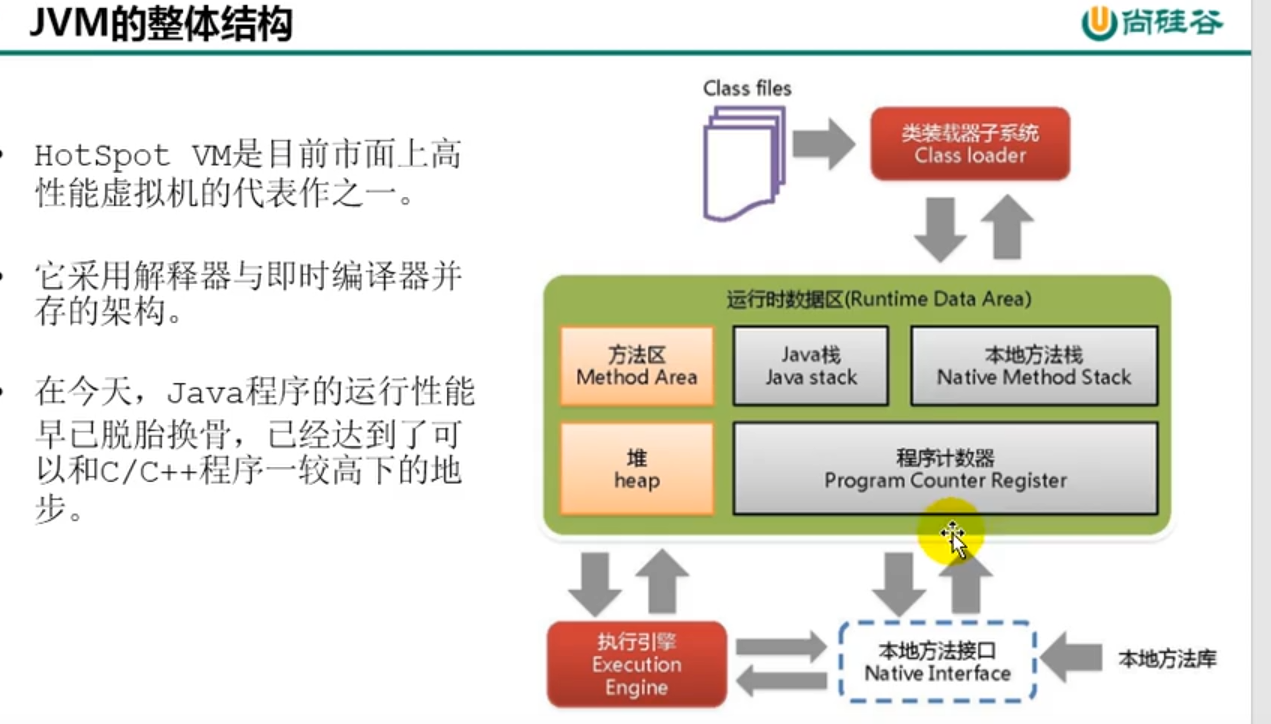 JVM的整体结构
尚硅谷
HotSpot VM是目前市面上高
性能虚拟机的代表作之一。
它采用解释器与即时编译器并
存的架构。
在今天，Java程序的运行性能
早已脱胎换骨，已经达到了可
以和C/C++程序一较高下的地
步。
Class files
类装载器子系统
Class loader
运行时数据区(Runtime Data Area)
方法区
Method Area
Java栈
Java stack
本地方法栈
Native Method Stack
堆
heap
程序计数器
Program Counter Register
执行引擎
Execution
Engine
本地方法接口
Native Interface
本地方法库